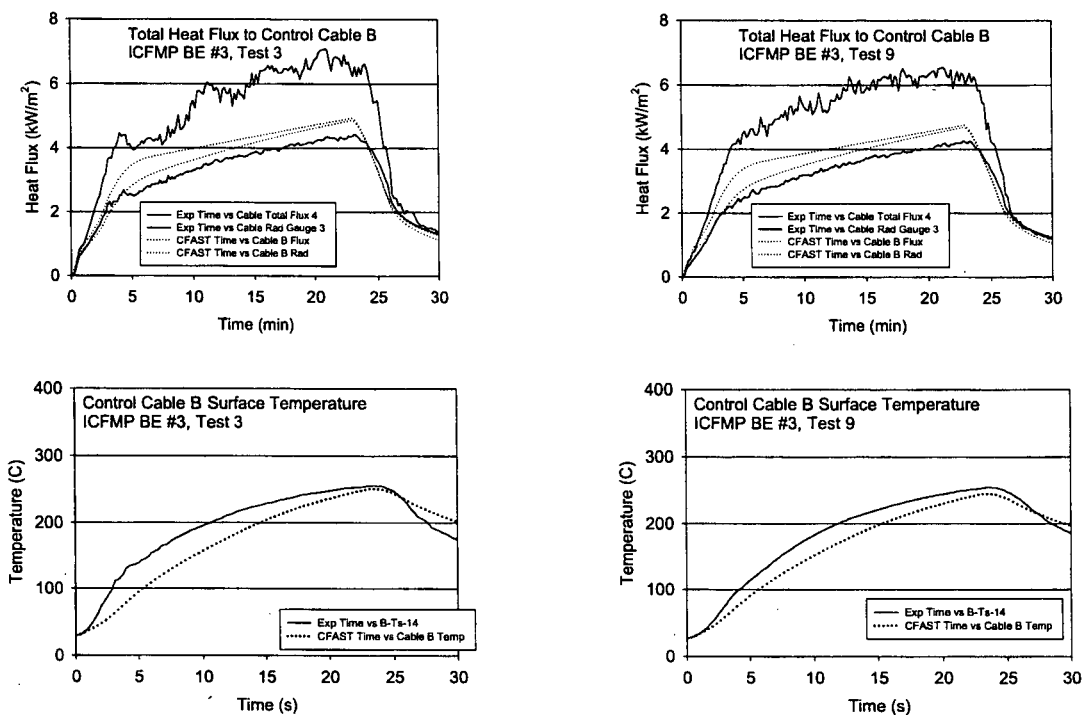 Total Heat Flux to Control Cable B
ICFMP BE #3, Test 3
Heat Flux (kW/m²)
8
6
4
2
0
Exp Time vs Cable Total Flux 4
Exp Time vs Cable Rad Gauge 3
CFAST Time vs Cable B Flux
CFAST Time vs Cable B Rad
0 5 10 15 20 25 30
Time (min)
Total Heat Flux to Control Cable B
ICFMP BE #3, Test 9
Heat Flux (kW/m²)
8
6
4
2
0
Exp Time vs Cable Total Flux 4
Exp Time vs Cable Rad Gauge 3
CFAST Time vs Cable B Flux
CFAST Time vs Cable B Rad
0 5 10 15 20 25 30
Time (min)
Control Cable B Surface Temperature
ICFMP BE #3, Test 3
Temperature (C)
400
300
200
100
0
Exp Time vs B-Ts-14
CFAST Time vs Cable B Temp
0 5 10 15 20 25 30
Time (s)
Control Cable B Surface Temperature
ICFMP BE #3, Test 9
Temperature (C)
400
300
200
100
0
Exp Time vs B-Ts-14
CFAST Time vs Cable B Temp
0 5 10 15 20 25 30
Time (s)